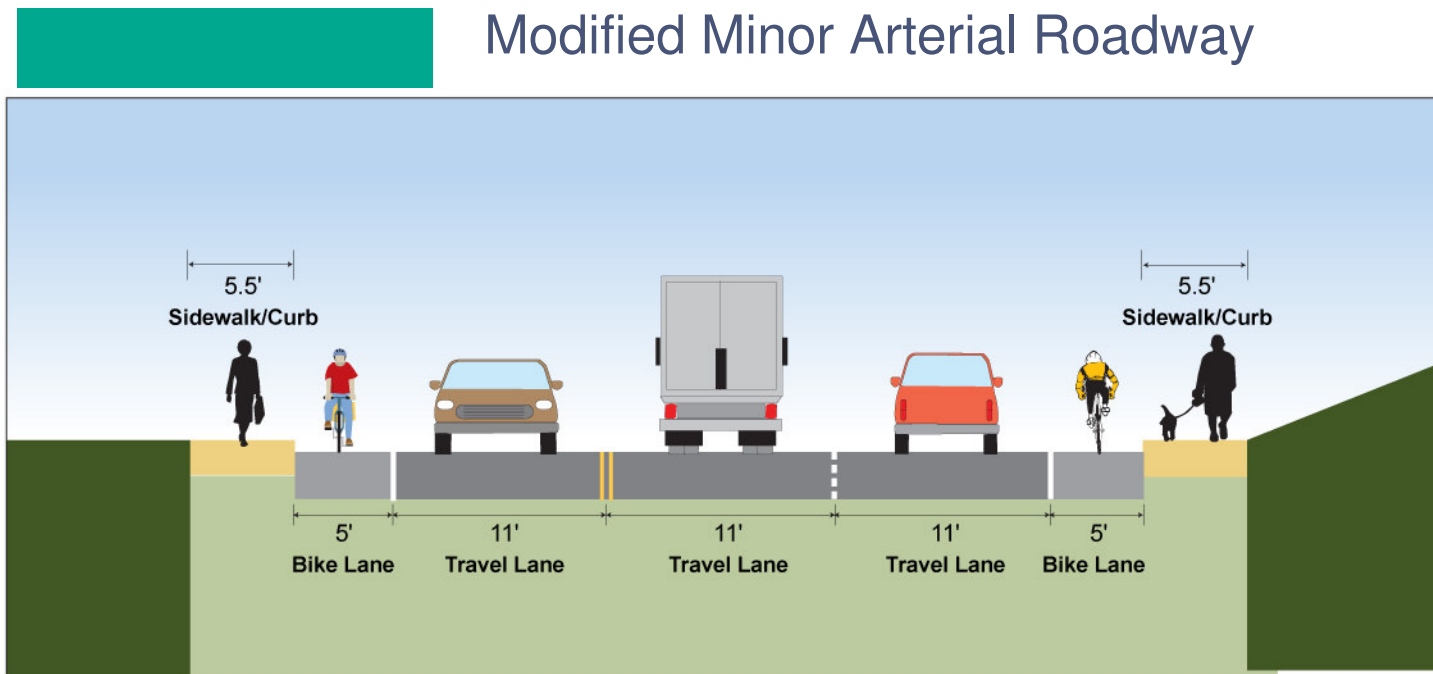 Modified Minor Arterial Roadway
5.5'
Sidewalk/Curb
5.5'
Sidewalk/Curb
5'
Bike Lane
11'
Travel Lane
11'
Travel Lane
11'
Travel Lane
5'
Bike Lane